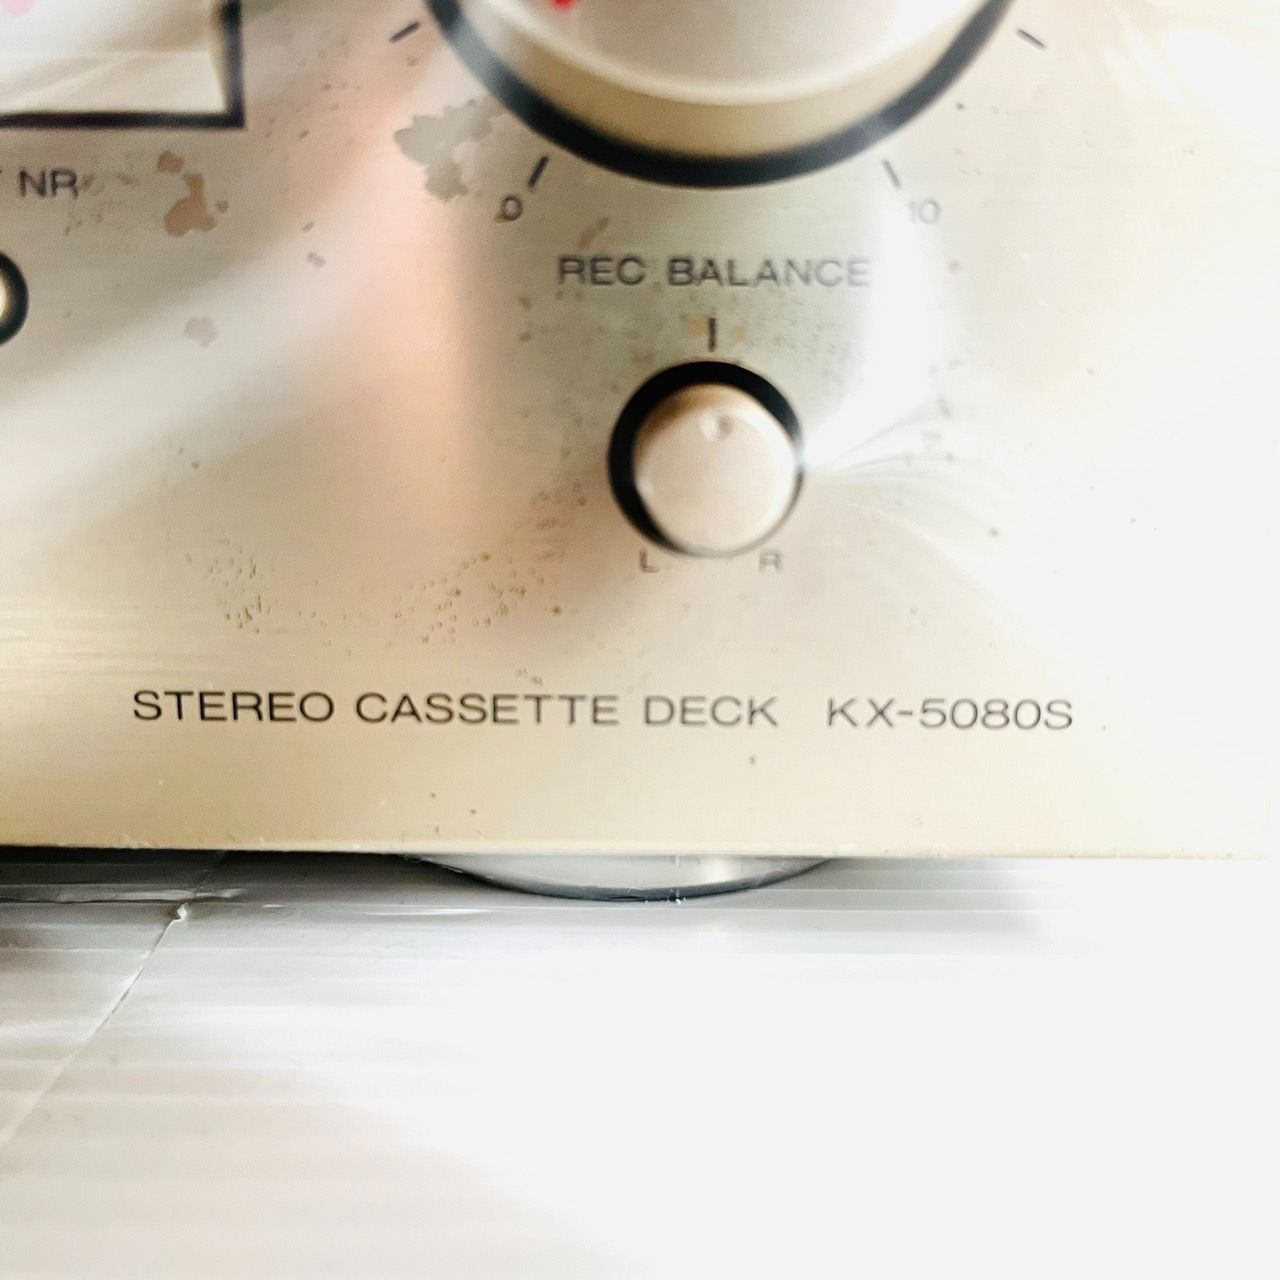 NR
0 10
REC BALANCE
L R
STEREO CASSETTE DECK KX-5080S